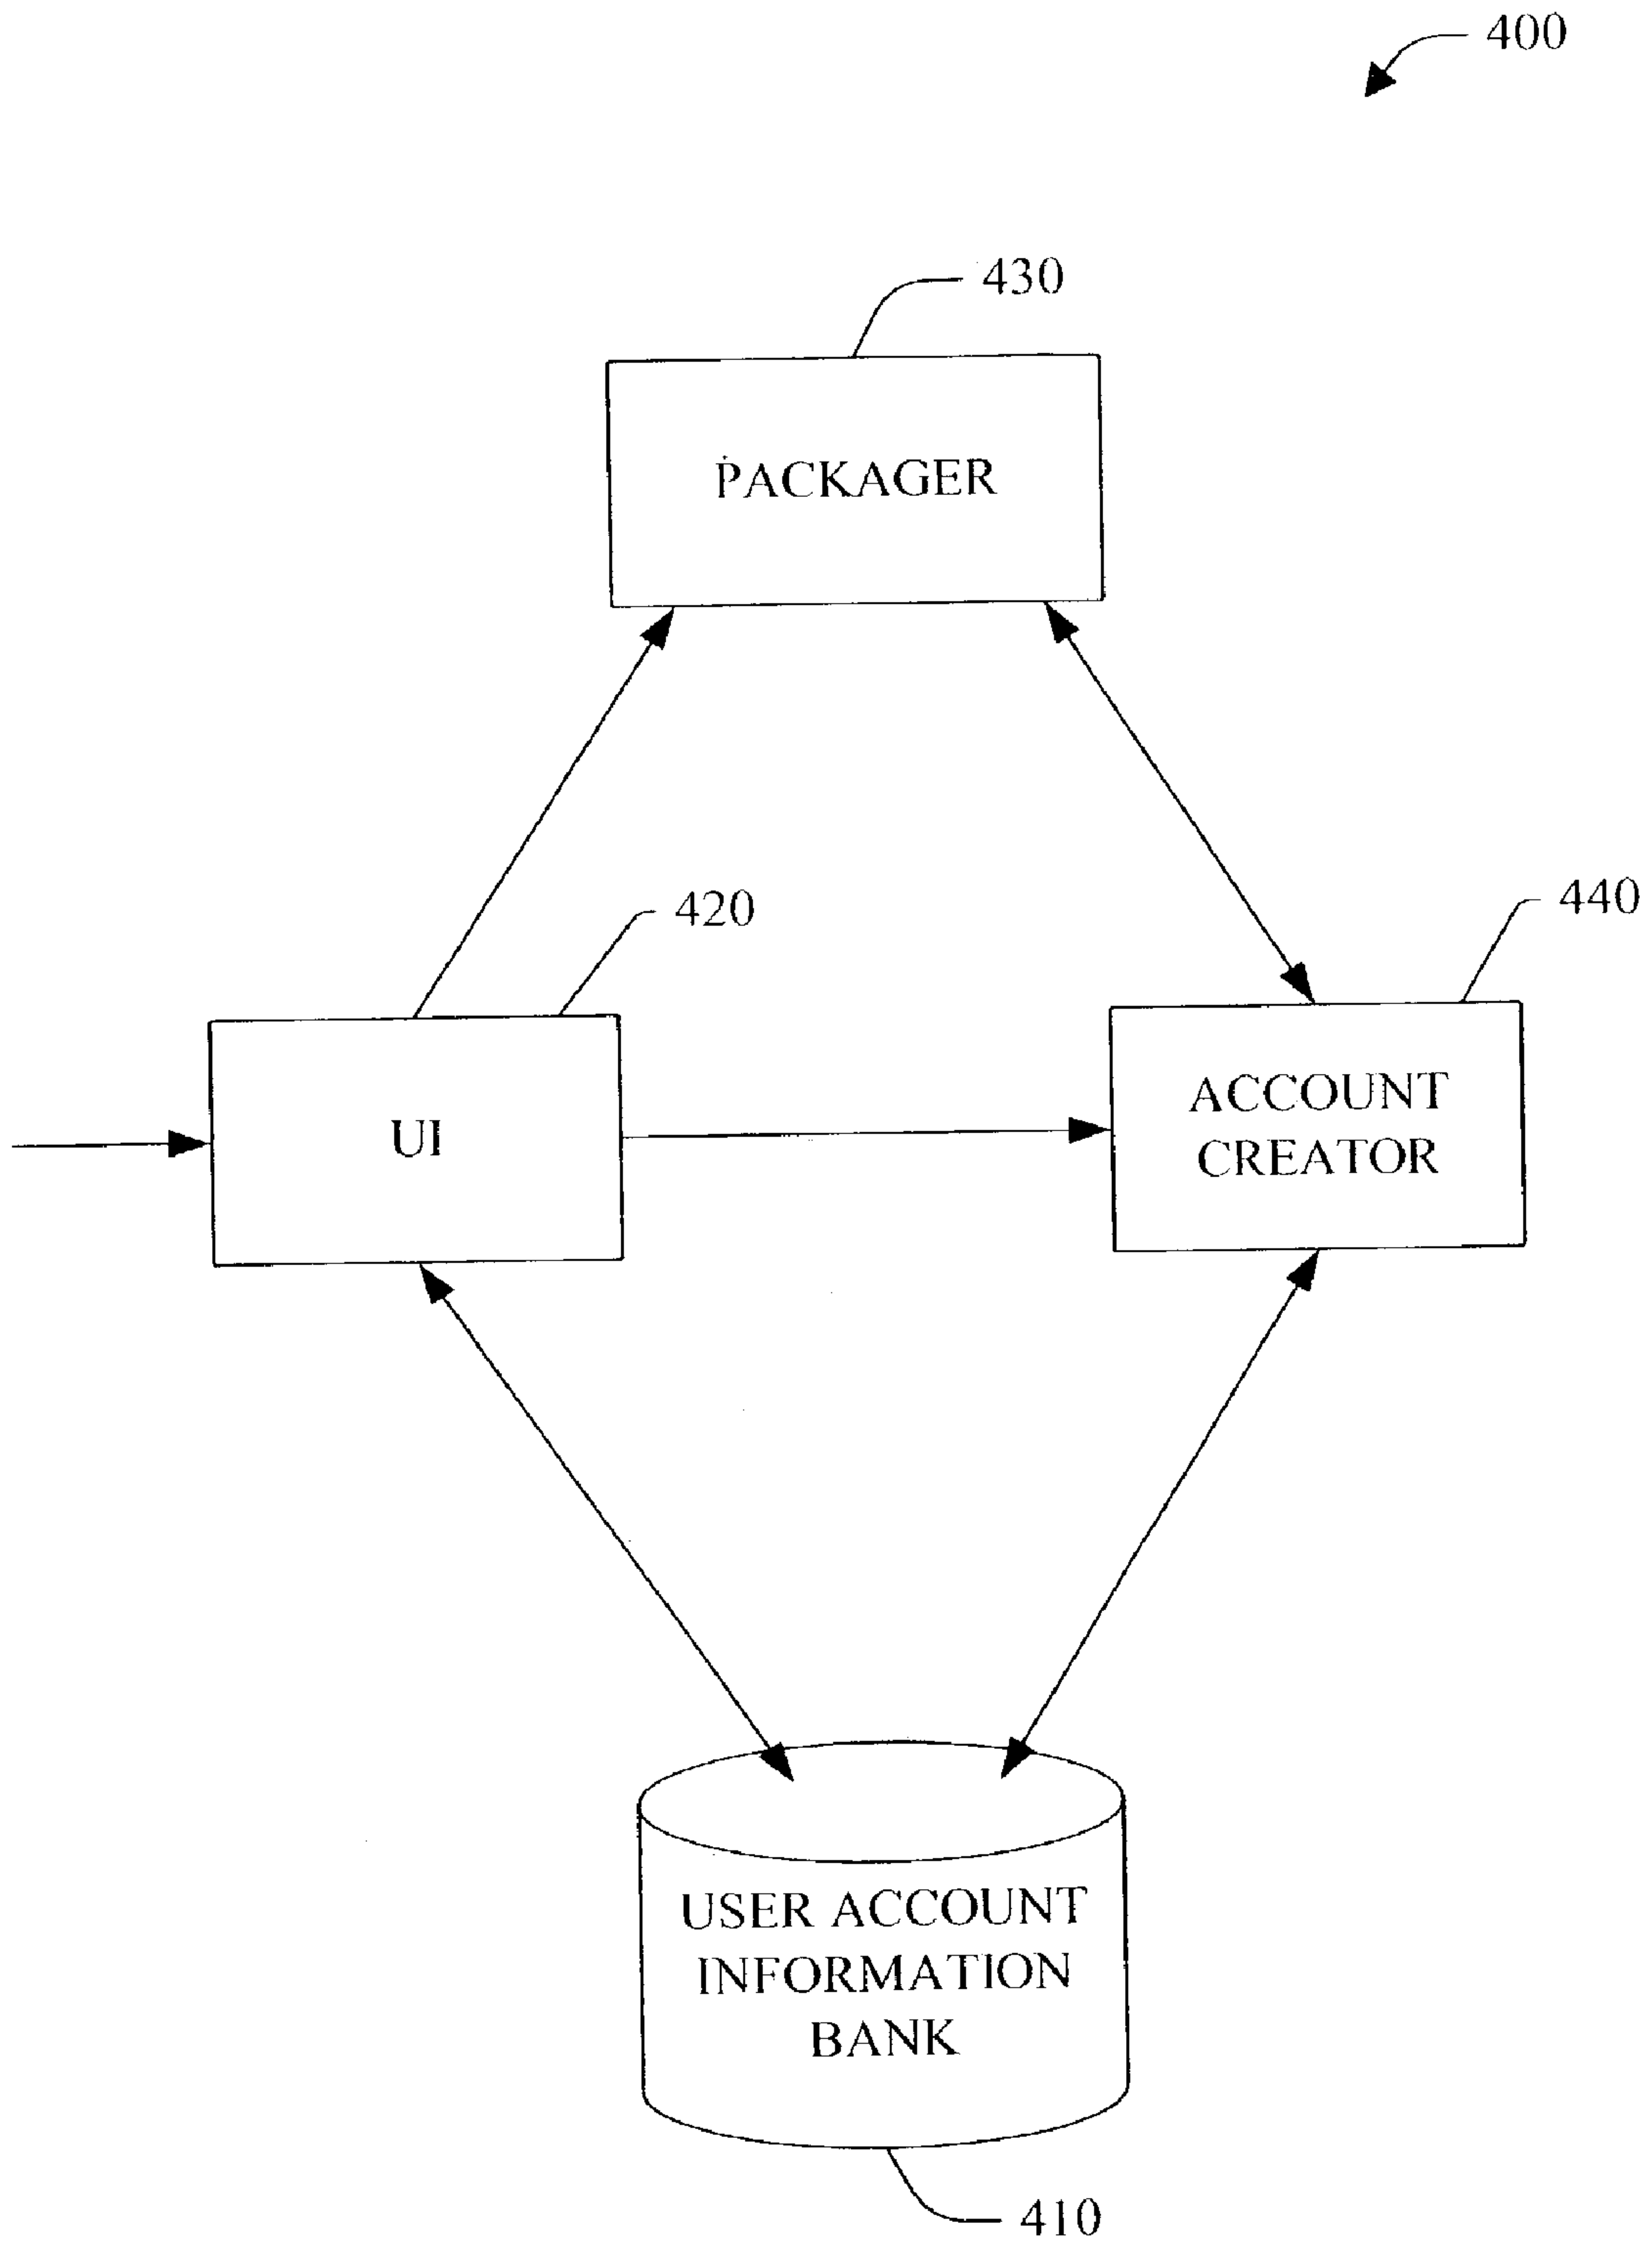 400
430
PACKAGER
420
440
UI
ACCOUNT
CREATOR
USER ACCOUNT
INFORMATION
BANK
410